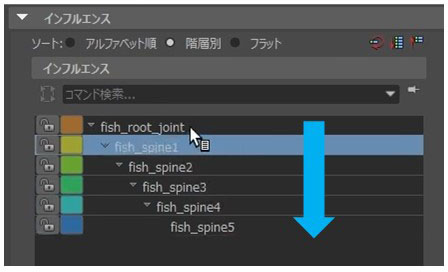 インフルエンス
ソート: アルファベット順 階層別 フラット
インフルエンス
コマンド検索...
fish_root_joint
fish_spine1
fish_spine2
fish_spine3
fish_spine4
fish_spine5